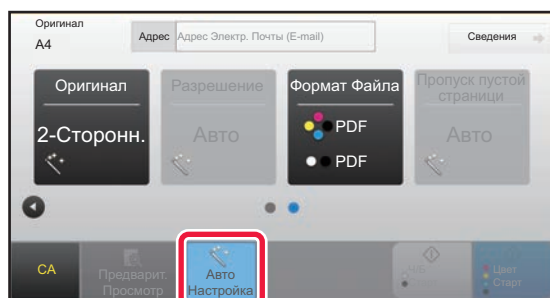 Оригинал
A4
Адрес
Адрес Электр. Почты (E-mail)
Сведения
Оригинал
2-Сторонн.
Разрешение
Авто
Формат Файла
PDF
PDF
Пропуск пустой
страници
Авто
CA
Предварит.
Просмотр
Авто
Настройка
Цвет
Старт